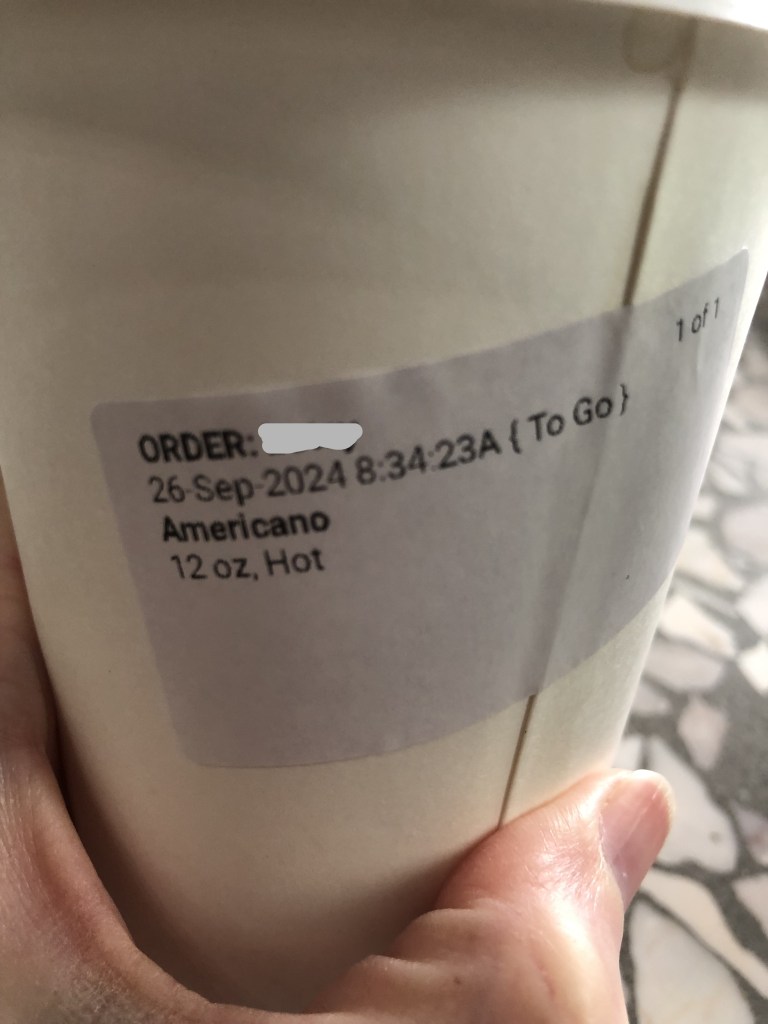 1 of 1
ORDER:
26-Sep-2024 8:34:23A { To Go }
Americano
12 oz, Hot